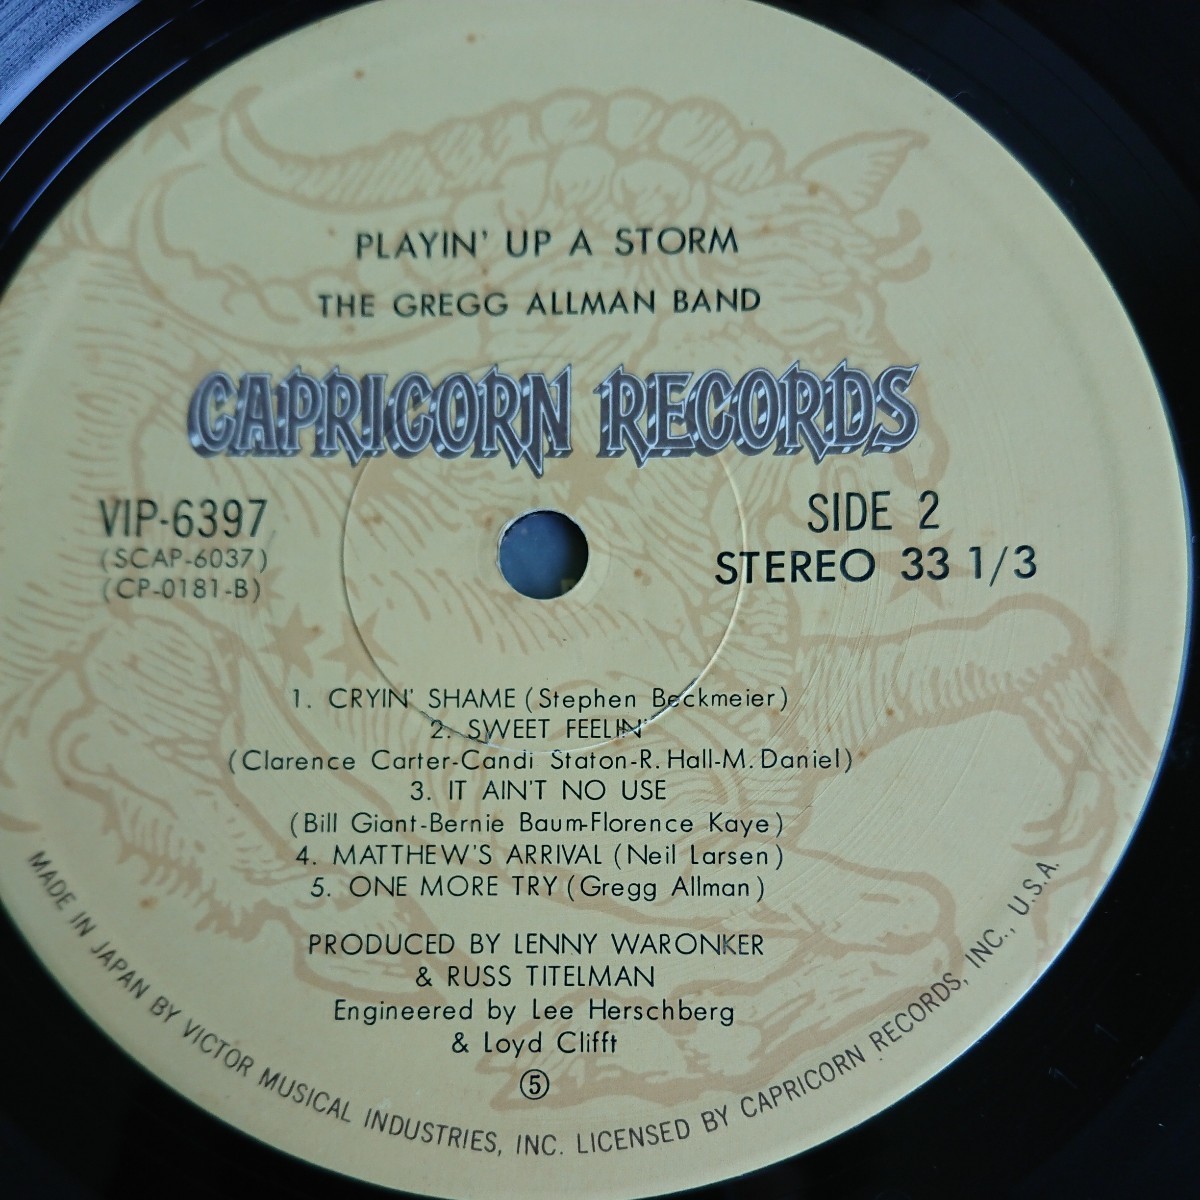 PLAYIN' UP A STORM
THE GREGG ALLMAN BAND
CAPRICORN RECORDS
VIP-6397
(SCAP-6037)
(CP-0181-B)
SIDE 2
STEREO 33 1/3
1. CRYIN' SHAME (Stephen Beckmeier)
2. SWEET FEELIN'
(Clarence Carter-Candi Staton-R. Hall-M. Daniel)
3. IT AIN'T NO USE
(Bill Giant-Bernie Baum-Florence Kaye)
4. MATTHEW'S ARRIVAL (Neil Larsen)
5. ONE MORE TRY (Gregg Allman)
PRODUCED BY LENNY WARONKER
& RUSS TITELMAN
Engineered by Lee Herschberg
& Loyd Clifft
⑤
MADE IN JAPAN BY VICTOR MUSICAL INDUSTRIES, INC. LICENSED BY CAPRICORN RECORDS, INC., U.S.A.